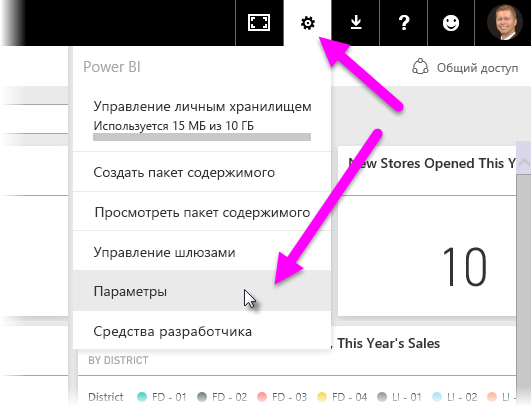 ?
Power BI
Общий доступ
Управление личным хранилищем
Используется 15 МБ из 10 ГБ
New Stores Opened This Y
Создать пакет содержимого
Просмотреть пакет содержимого
Управление шлюзами
10
Параметры
Средства разработчика
, This Year's Sales
BY DISTRICT
District FD - 01 FD - 02 FD - 03 FD - 04 LI - 01 LI - 02 LI -